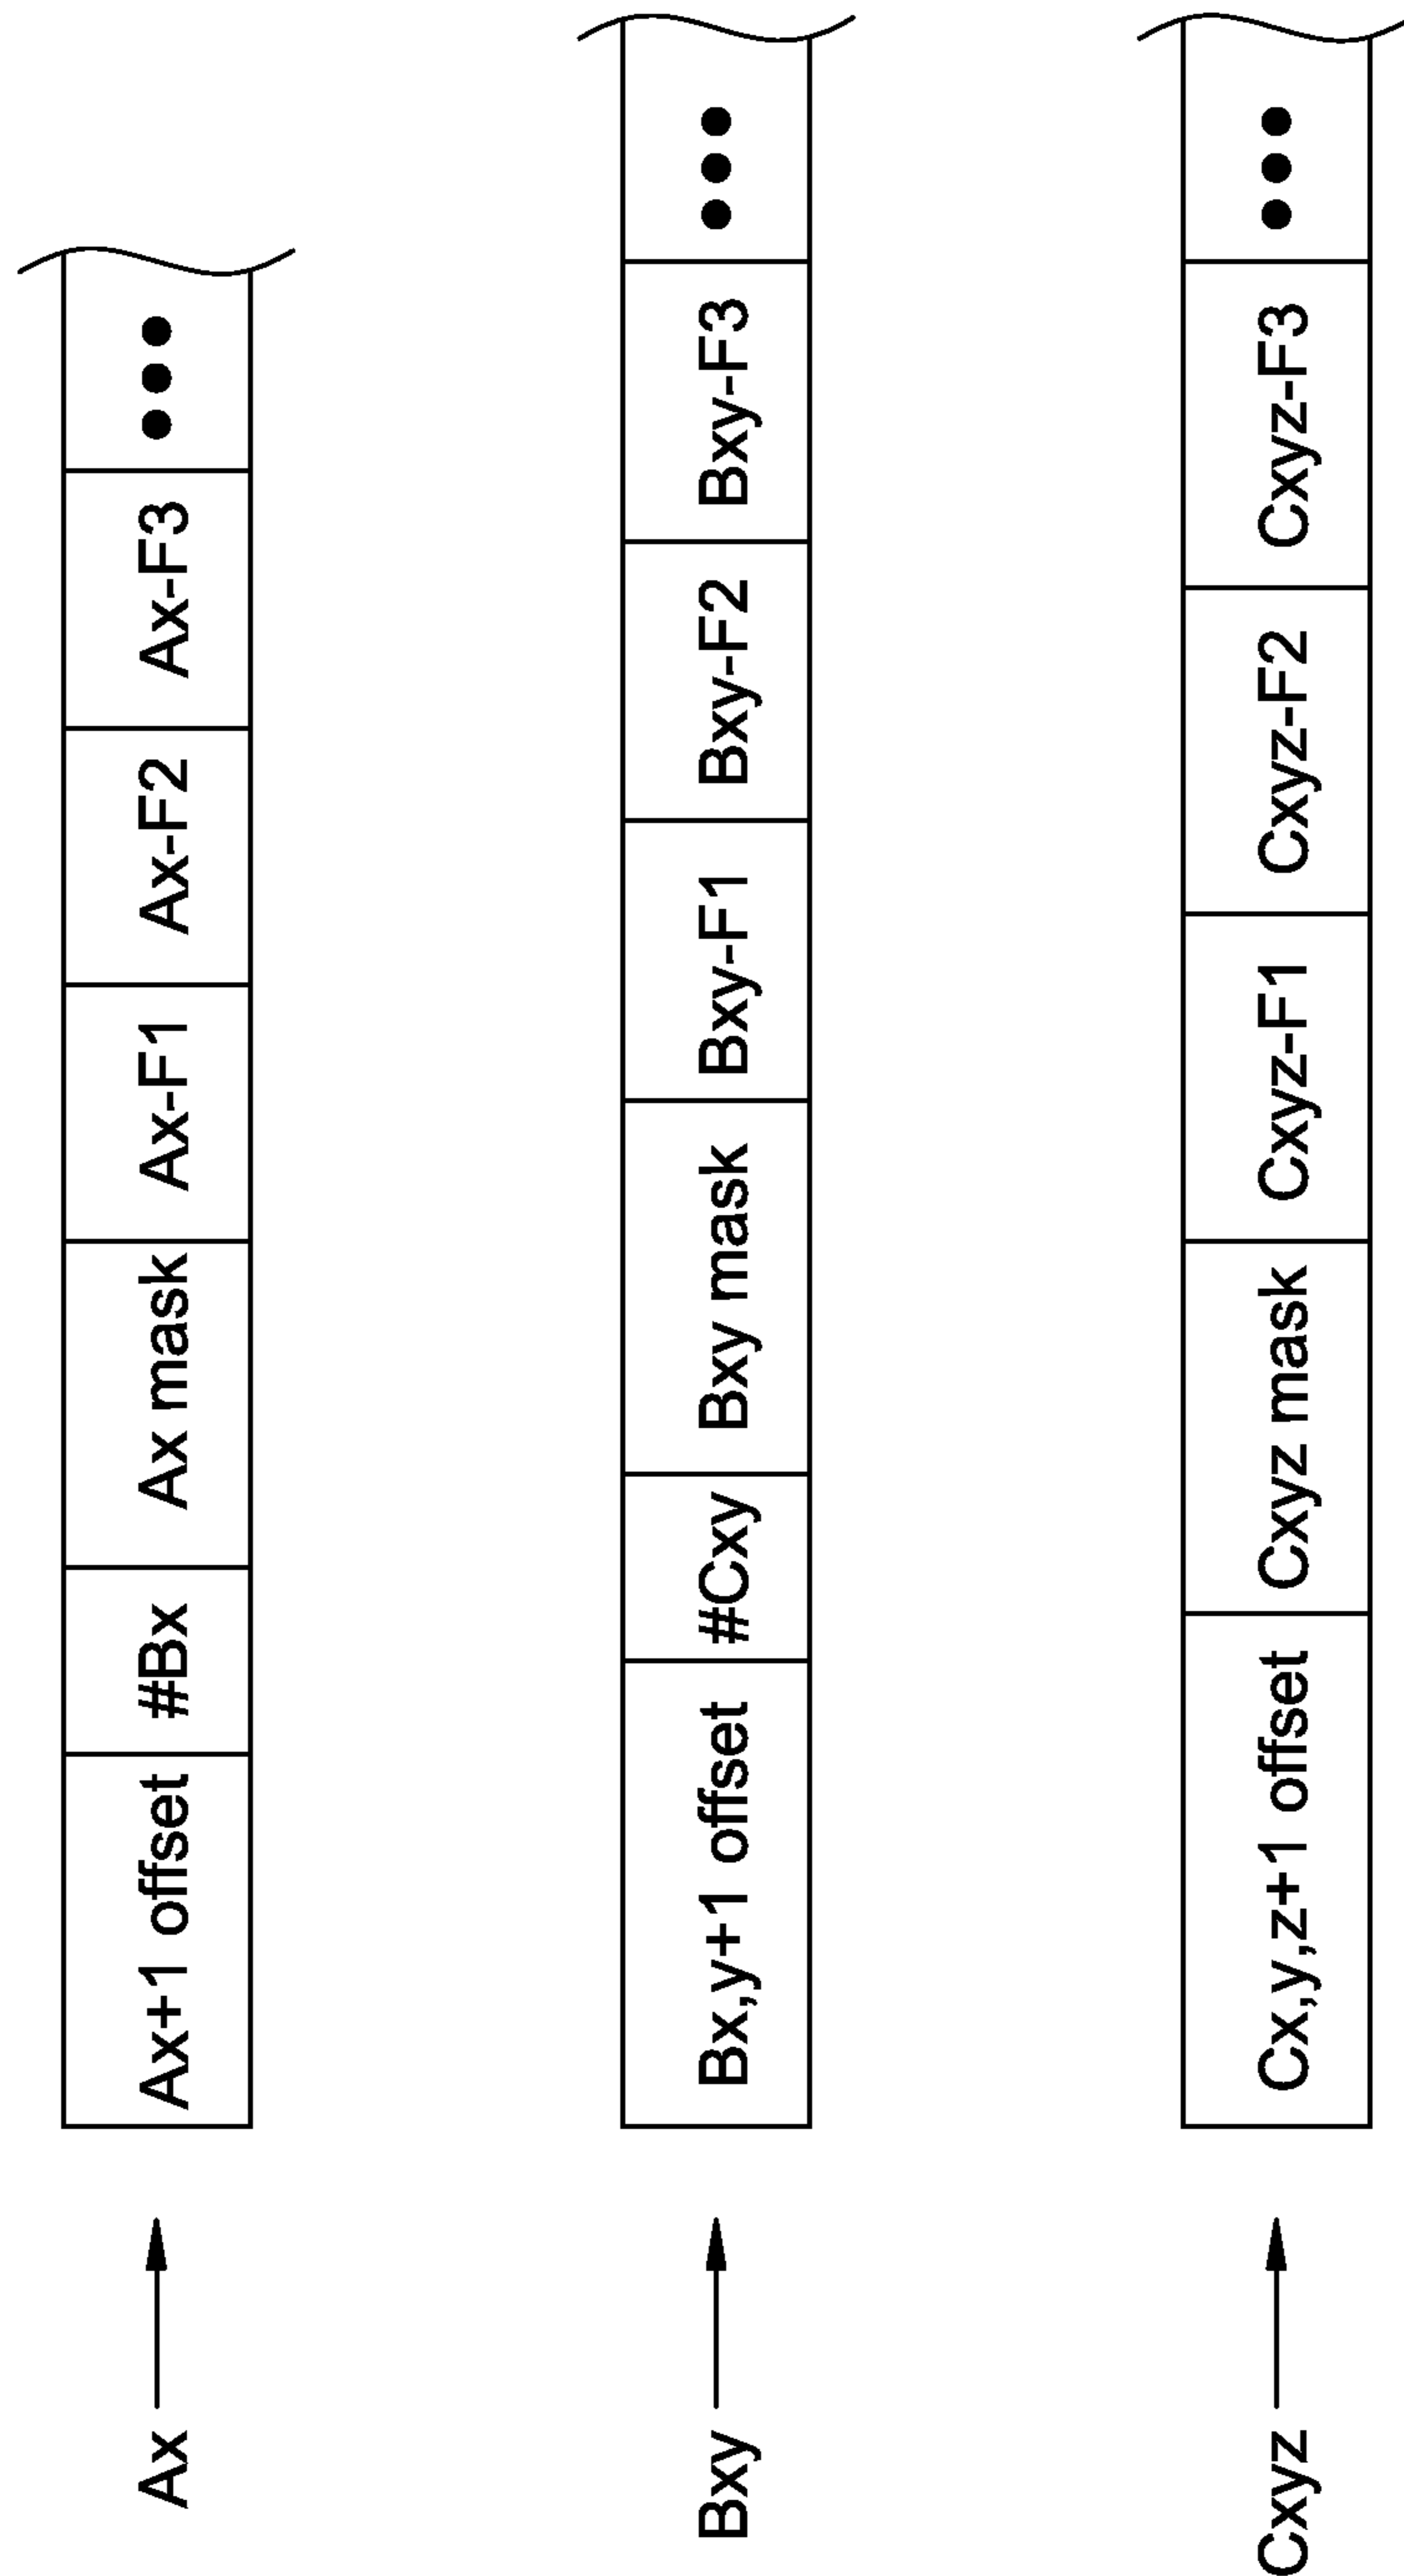 Ax
Ax+1 offset
#Bx
Ax mask
Ax-F1
Ax-F2
Ax-F3
Bxy
Bx,y+1 offset
#Cxy
Bxy mask
Bxy-F1
Bxy-F2
Bxy-F3
Cxyz
Cx,y,z+1 offset
Cxyz mask
Cxyz-F1
Cxyz-F2
Cxyz-F3